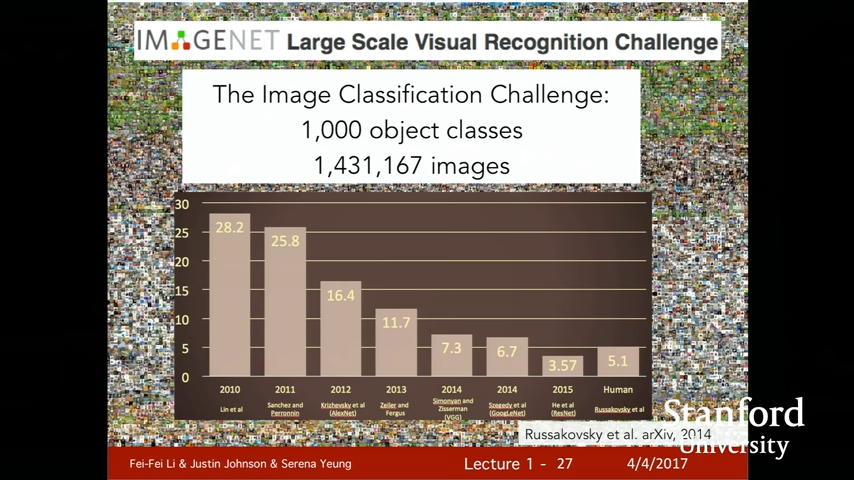 IMAGENET Large Scale Visual Recognition Challenge
The Image Classification Challenge:
1,000 object classes
1,431,167 images
30
25
20
15
10
5
0
28.2
25.8
16.4
11.7
7.3
6.7
3.57
5.1
2010
2011
2012
2013
2014
2014
2015
Human
Lin et al
Sanchez and
Perronnin
Krizhevsky et al
(AlexNet)
Zeiler and
Fergus
Simonyan and
Zisserman
(VGG)
Szegedy et al
(GoogLeNet)
He et al
(ResNet)
Russakovsky et al
Russakovsky et al. arXiv, 2014
Stanford
University
Fei-Fei Li & Justin Johnson & Serena Yeung
Lecture 1 - 27
4/4/2017